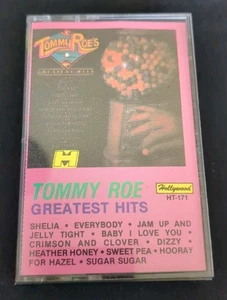 TOMMY ROE'S
GREATEST HITS
TOMMY ROE
GREATEST HITS
Hollywood
HT-171
SHELIA • EVERYBODY • JAM UP AND
JELLY TIGHT • BABY I LOVE YOU •
CRIMSON AND CLOVER • DIZZY •
HEATHER HONEY • SWEET PEA • HOORAY
FOR HAZEL • SUGAR SUGAR